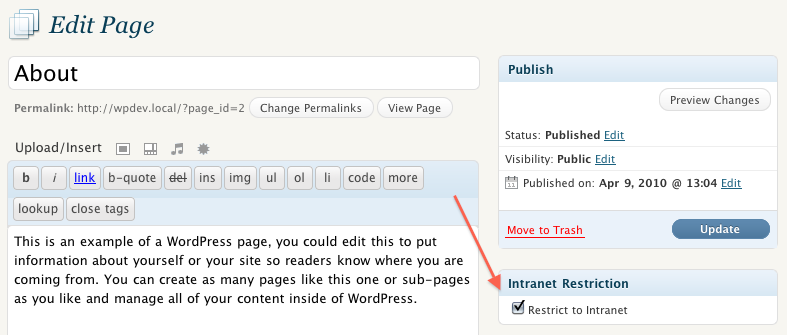 Edit Page
About
Permalink: http://wpdev.local/?page_id=2 Change Permalinks View Page
Upload/Insert
b i link b-quote del ins img ul ol li code more
lookup close tags
This is an example of a WordPress page, you could edit this to put
information about yourself or your site so readers know where you are
coming from. You can create as many pages like this one or sub-pages
as you like and manage all of your content inside of WordPress.
Publish
Preview Changes
Status: Published Edit
Visibility: Public Edit
Published on: Apr 9, 2010 @ 13:04 Edit
Move to Trash Update
Intranet Restriction
Restrict to Intranet